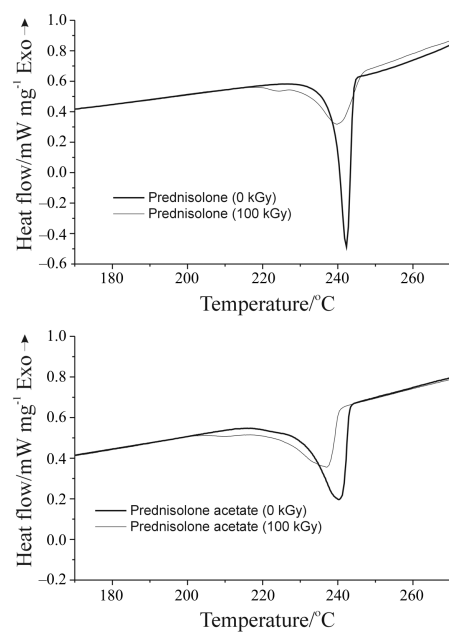 Heat flow/mW mg⁻¹ Exo →
1.0
0.8
0.6
0.4
0.2
0.0
–0.2
–0.4
–0.6
Prednisolone (0 kGy)
Prednisolone (100 kGy)
180 200 220 240 260
Temperature/°C
Heat flow/mW mg⁻¹ Exo →
1.0
0.8
0.6
0.4
0.2
0.0
–0.2
Prednisolone acetate (0 kGy)
Prednisolone acetate (100 kGy)
180 200 220 240 260
Temperature/°C